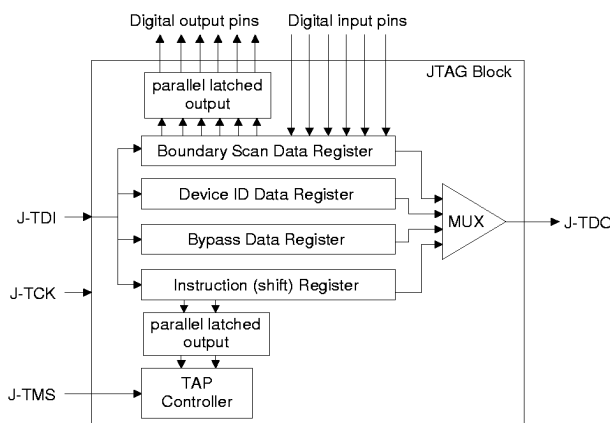 Digital output pins
Digital input pins
JTAG Block
parallel latched
output
Boundary Scan Data Register
Device ID Data Register
J-TDI
MUX
J-TDO
Bypass Data Register
Instruction (shift) Register
J-TCK
parallel latched
output
TAP
Controller
J-TMS